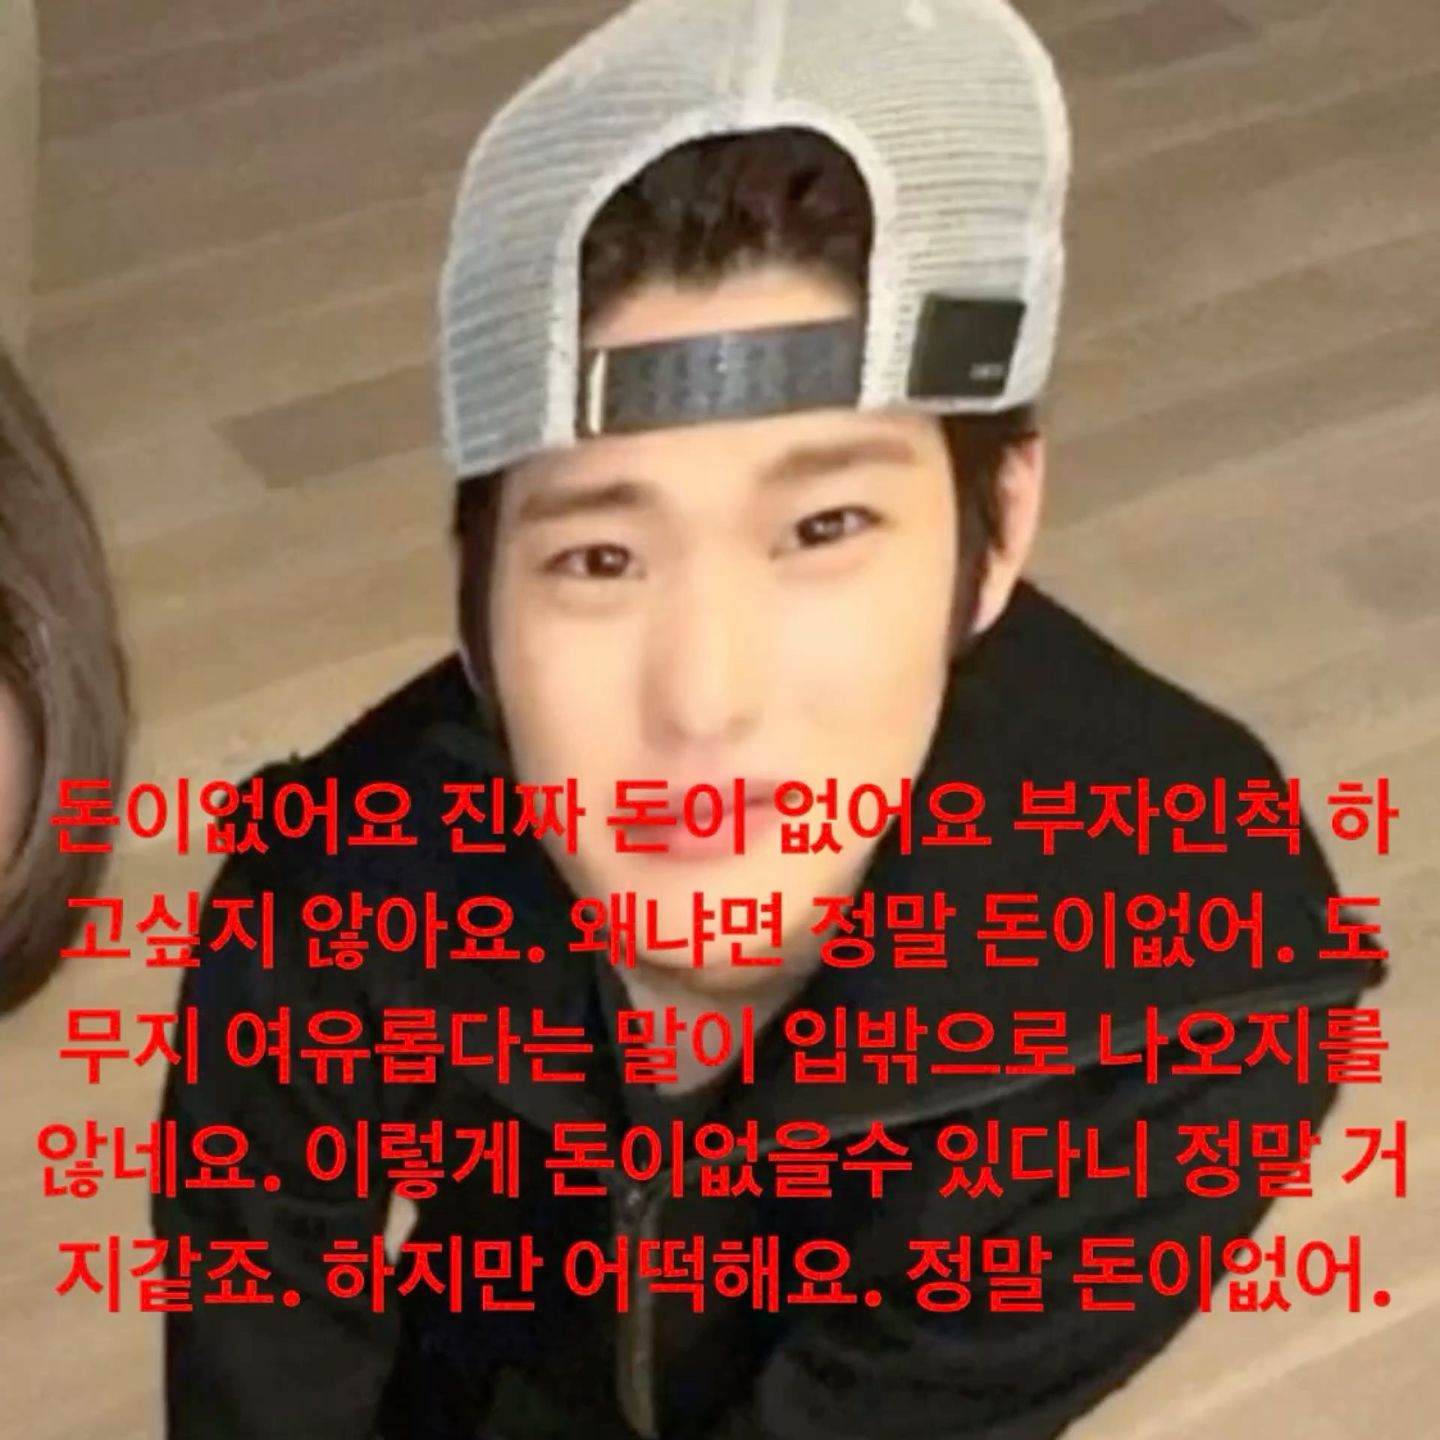 돈이없어요 진짜 돈이 없어요 부자인척 하
고싶지 않아요. 왜냐면 정말 돈이없어. 도
무지 여유롭다는 말이 입밖으로 나오지를
않네요. 이렇게 돈이없을수 있다니 정말 거
지같죠. 하지만 어떡해요. 정말 돈이없어.